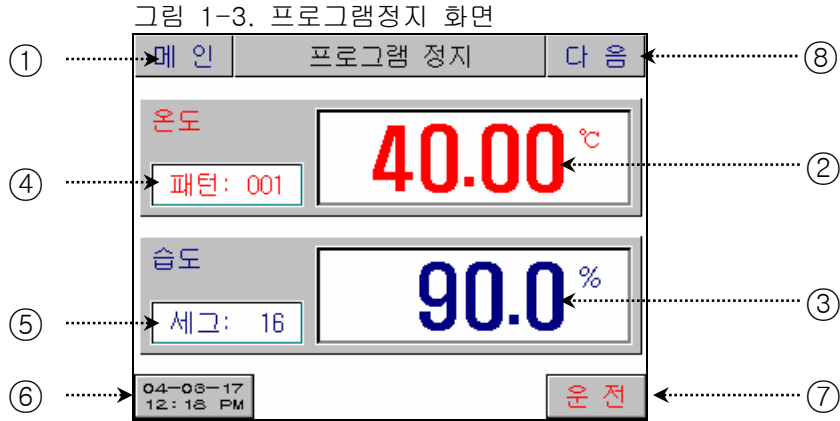 그림 1-3. 프로그램정지 화면
① 메 인 프로그램 정지 다 음 ⑧
온도
40.00 ℃ ②
④ 패턴: 001
습도
90.0 % ③
⑤ 세그: 16
⑥ 04-03-17
12:18 PM
운 전 ⑦